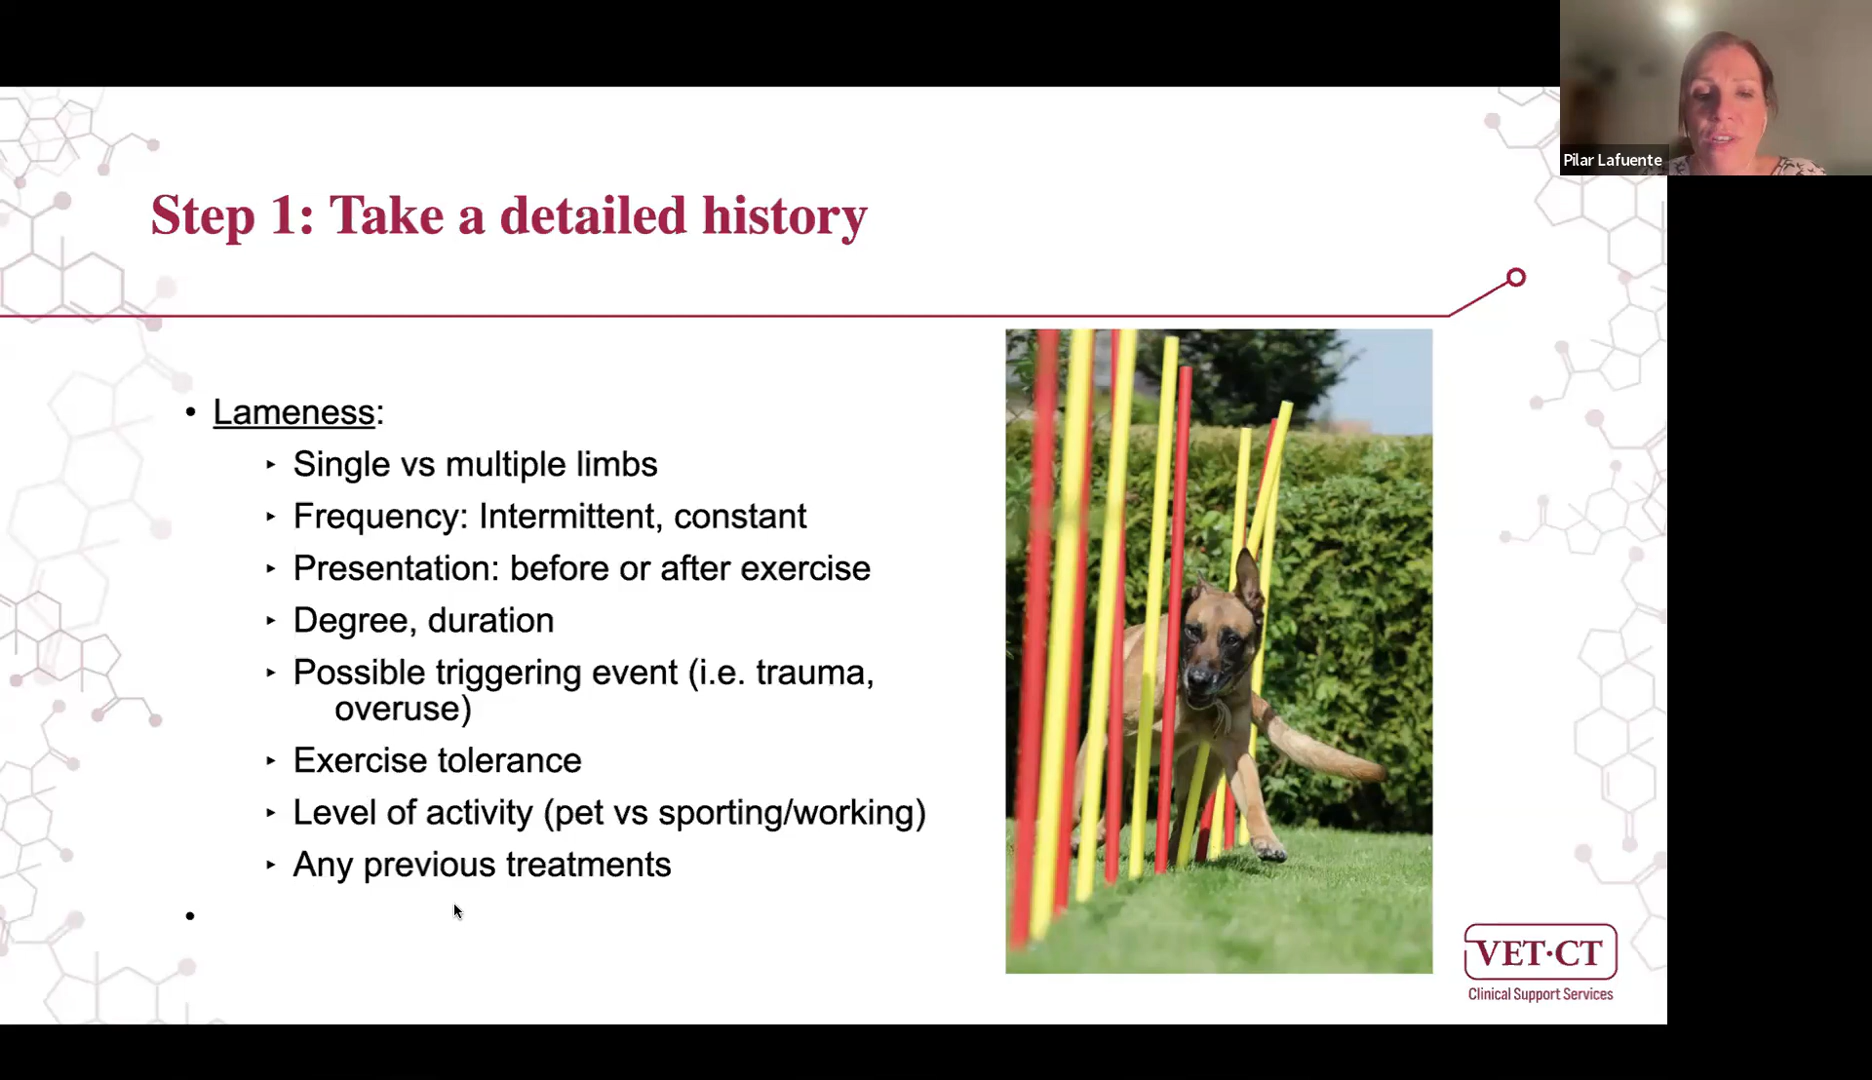 Pilar Lafuente
Step 1: Take a detailed history
• Lameness:
‣ Single vs multiple limbs
‣ Frequency: Intermittent, constant
‣ Presentation: before or after exercise
‣ Degree, duration
‣ Possible triggering event (i.e. trauma,
overuse)
‣ Exercise tolerance
‣ Level of activity (pet vs sporting/working)
‣ Any previous treatments
•
VET·CT
Clinical Support Services